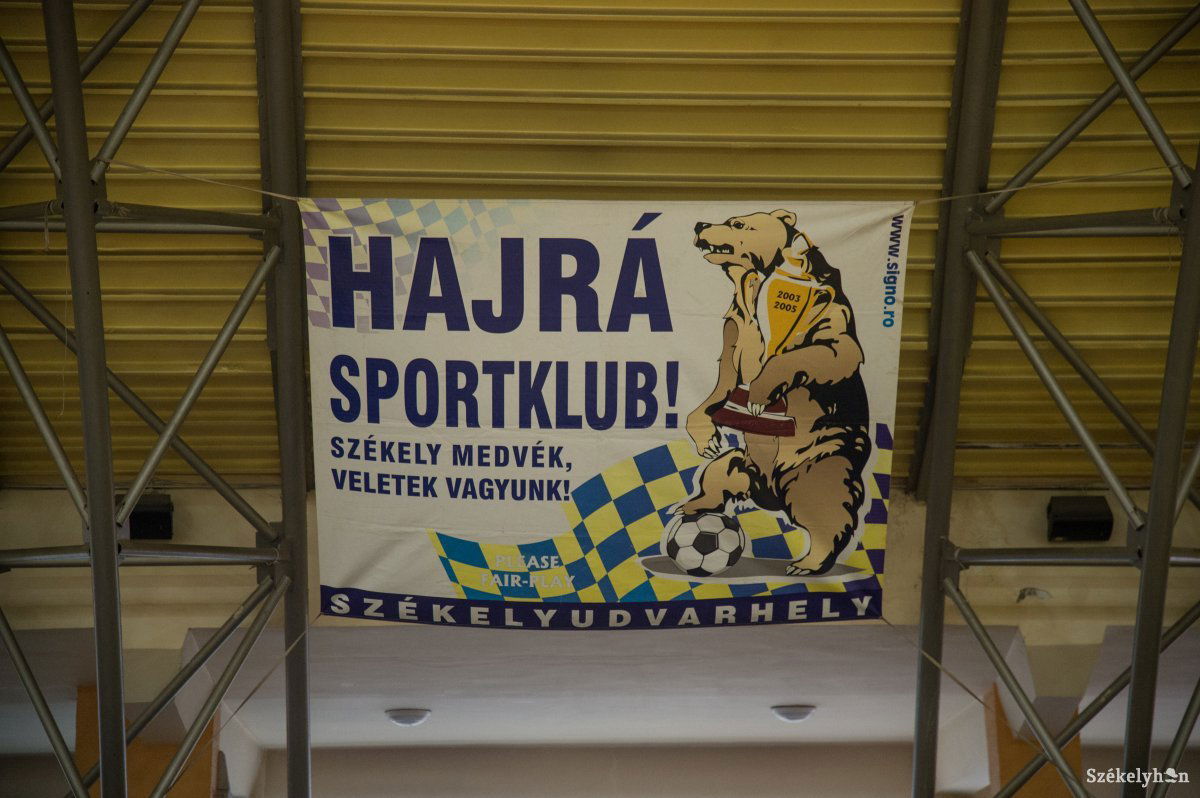 HAJRÁ
SPORTKLUB!
SZÉKELY MEDVÉK,
VELETEK VAGYUNK!
2003
2005
www.signo.ro
PLEASE
FAIR-PLAY
SZÉKELYUDVARHELY
Székelyhon